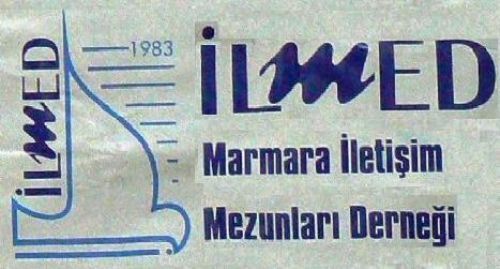 İLMED
1983
İLMED
Marmara İletişim
Mezunları Derneği